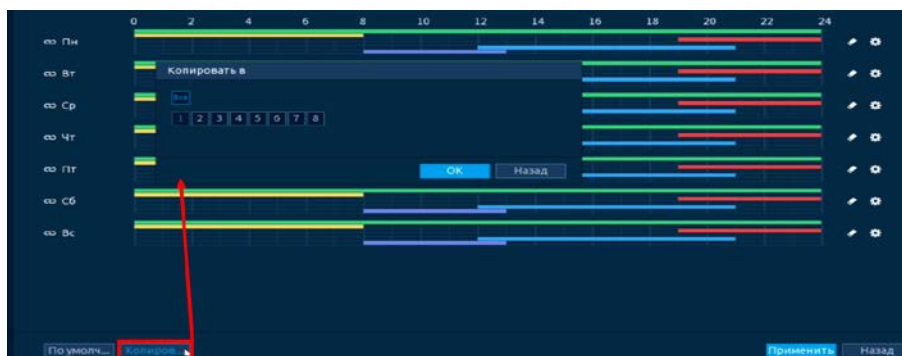 0 2 4 6 8 10 12 14 16 18 20 22 24
Пн
Вт
Копировать в
Ср
Все
1 2 3 4 5 6 7 8
Чт
Пт
OK Назад
Сб
Вс
По умолч... Копиров... Применить Назад